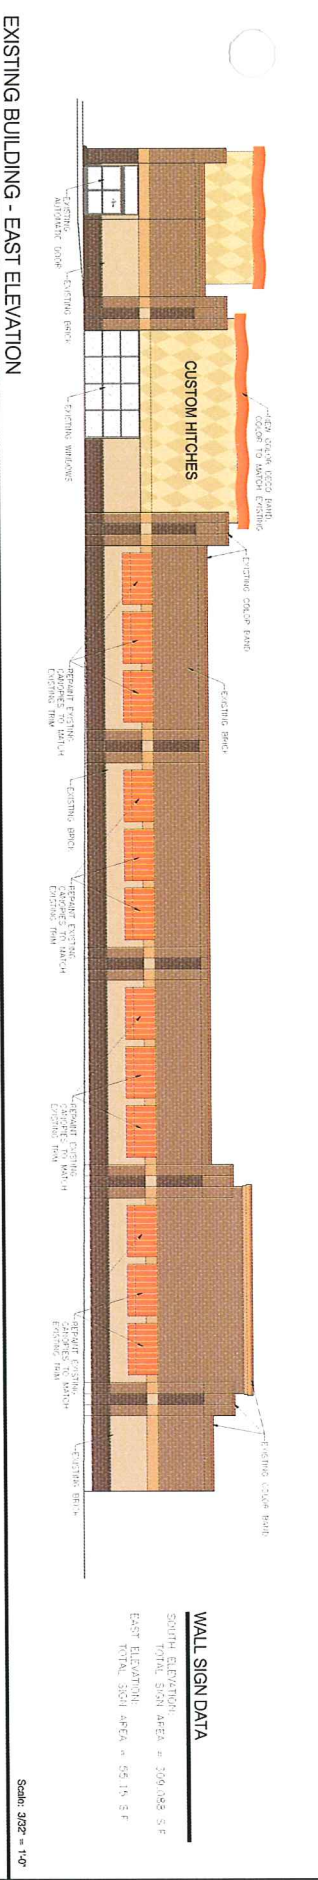 NEW COLOR DECO BAND,
COLOR TO MATCH EXISTING
EXISTING COLOR BAND
EXISTING BRICK
EXISTING COLOR BAND
CUSTOM HITCHES
EXISTING
AUTOMATIC DOOR
EXISTING BRICK
EXISTING WINDOWS
REPAINT EXISTING
CANOPIES TO MATCH
EXISTING TRIM
EXISTING BRICK
REPAINT EXISTING
CANOPIES TO MATCH
EXISTING TRIM
REPAINT EXISTING
CANOPIES TO MATCH
EXISTING TRIM
REPAINT EXISTING
CANOPIES TO MATCH
EXISTING TRIM
EXISTING BRICK
WALL SIGN DATA
SOUTH ELEVATION:
TOTAL SIGN AREA = 309.088 S.F.
EAST ELEVATION:
TOTAL SIGN AREA = 55.15 S.F.
EXISTING BUILDING - EAST ELEVATION
Scale: 3/32" = 1'-0"